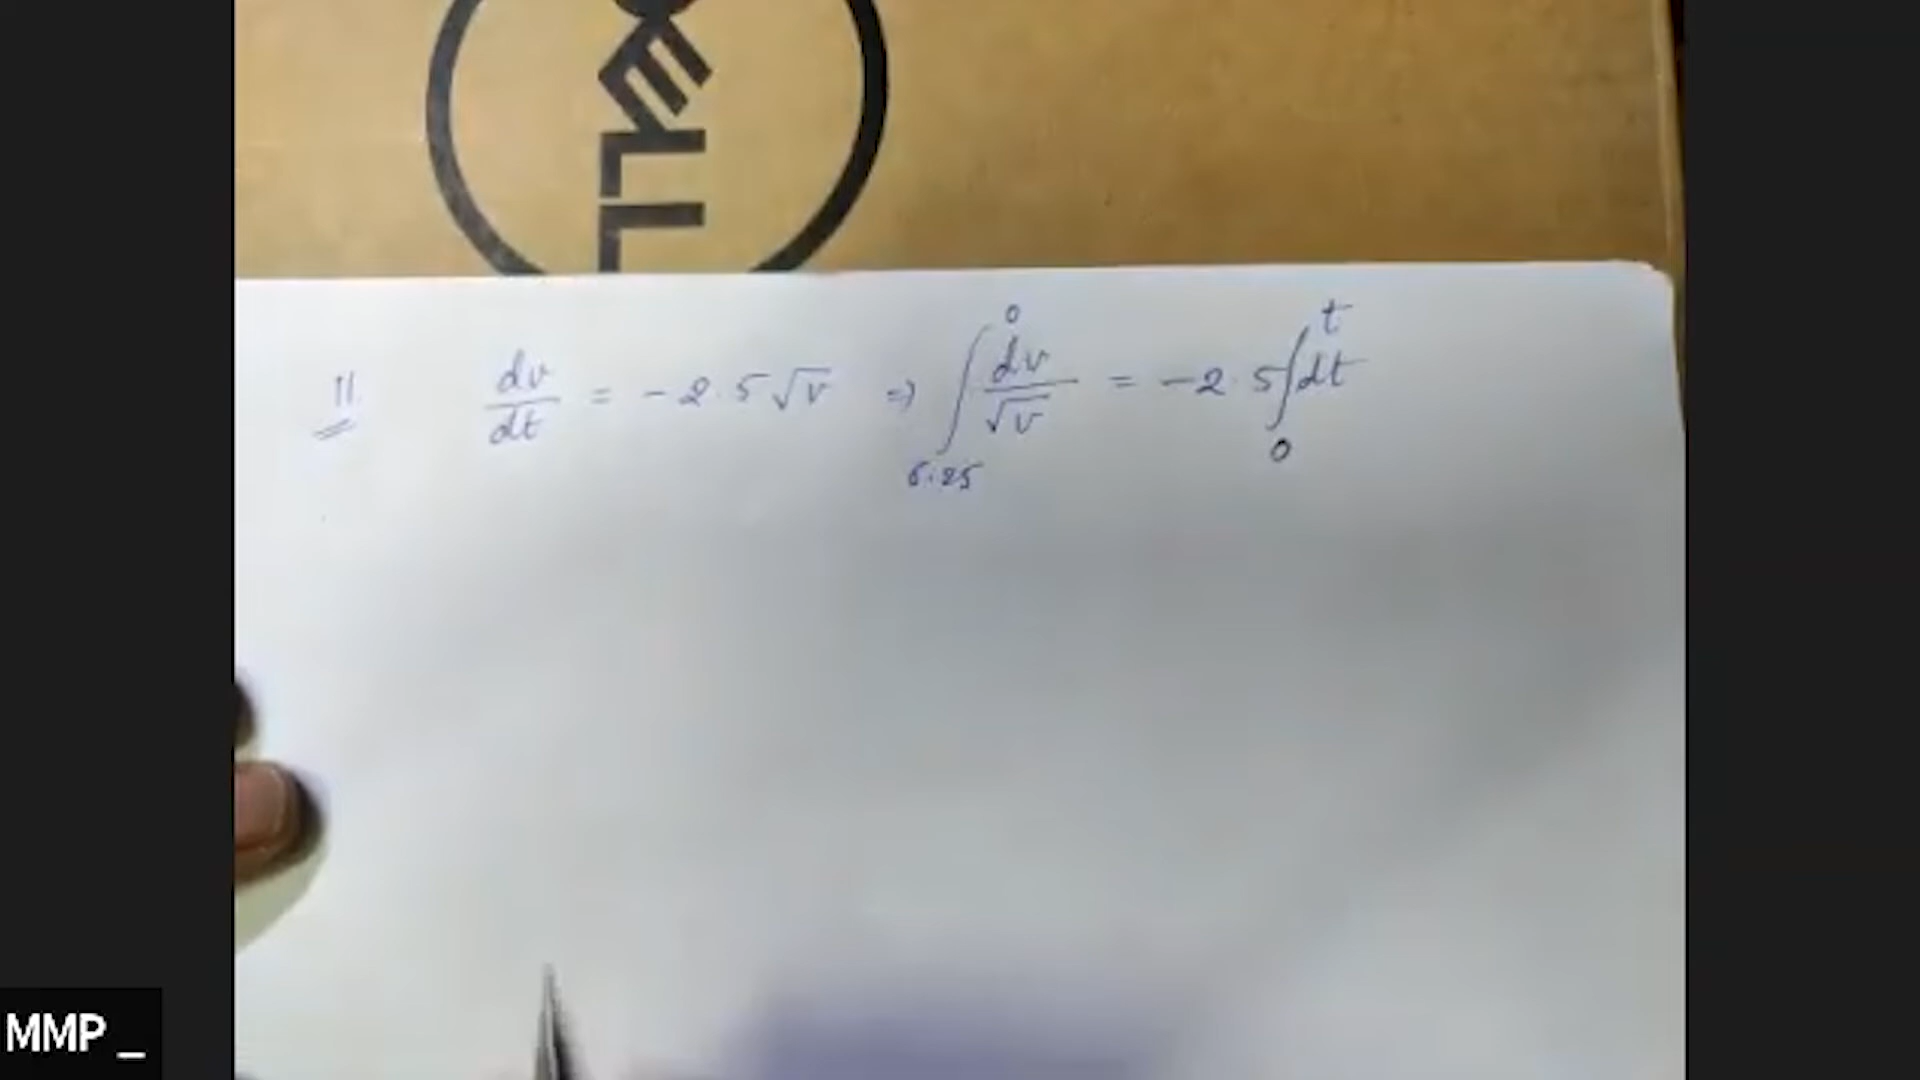 DELL
11. dv/dt = -2.5 √v ⇒ ∫_{6.25}^{0} dv/√v = -2.5 ∫_{0}^{t} dt
MMP _